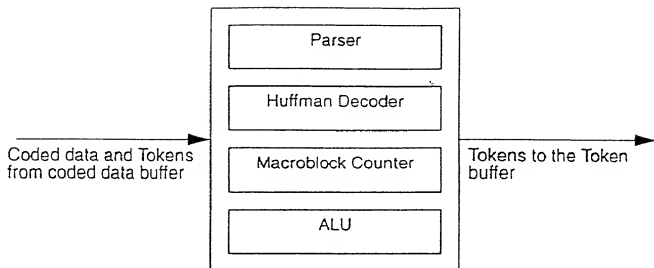 Parser
Huffman Decoder
Macroblock Counter
ALU
Coded data and Tokens
from coded data buffer
Tokens to the Token
buffer